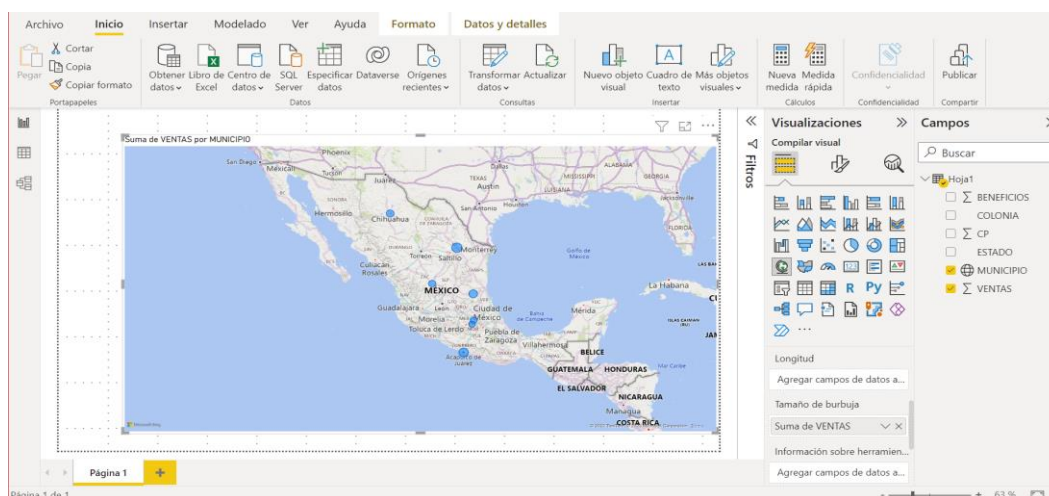 Archivo Inicio Insertar Modelado Ver Ayuda Formato Datos y detalles
Pegar
Cortar
Copia
Copiar formato
Portapapeles
Obtener datos
Libro de Excel
Centro de datos
SQL Server
Especificar datos
Dataverse
Orígenes recientes
Datos
Transformar datos
Actualizar
Consultas
Nuevo objeto visual
Cuadro de texto
Más objetos visuales
Insertar
Nueva medida
Medida rápida
Cálculos
Confidencialidad
Confidencialidad
Publicar
Compartir
Suma de VENTAS por MUNICIPIO
San Diego
Mexicali
Phoenix
Tucson
Juárez
Dallas
TEXAS
Austin
San Antonio
Houston
LUISIANA
ALABAMA
GEORGIA
Jacksonville
FLORIDA
Hermosillo
Chihuahua
Monterrey
Torreón
Saltillo
Culiacán Rosales
MÉXICO
Golfo de México
La Habana
Guadalajara
León
Ciudad de México
Morelia
Toluca de Lerdo
Puebla de Zaragoza
Mérida
Villahermosa
Acapulco de Juárez
BELICE
GUATEMALA
HONDURAS
EL SALVADOR
NICARAGUA
Managua
COSTA RICA
Mar Caribe
Filtros
Visualizaciones
Compilar visual
R Py
Longitud
Agregar campos de datos a...
Tamaño de burbuja
Suma de VENTAS
Información sobre herramien...
Agregar campos de datos a...
Campos
Buscar
Hoja1
BENEFICIOS
COLONIA
CP
ESTADO
MUNICIPIO
VENTAS
Página 1
Página 1 de 1
63 %